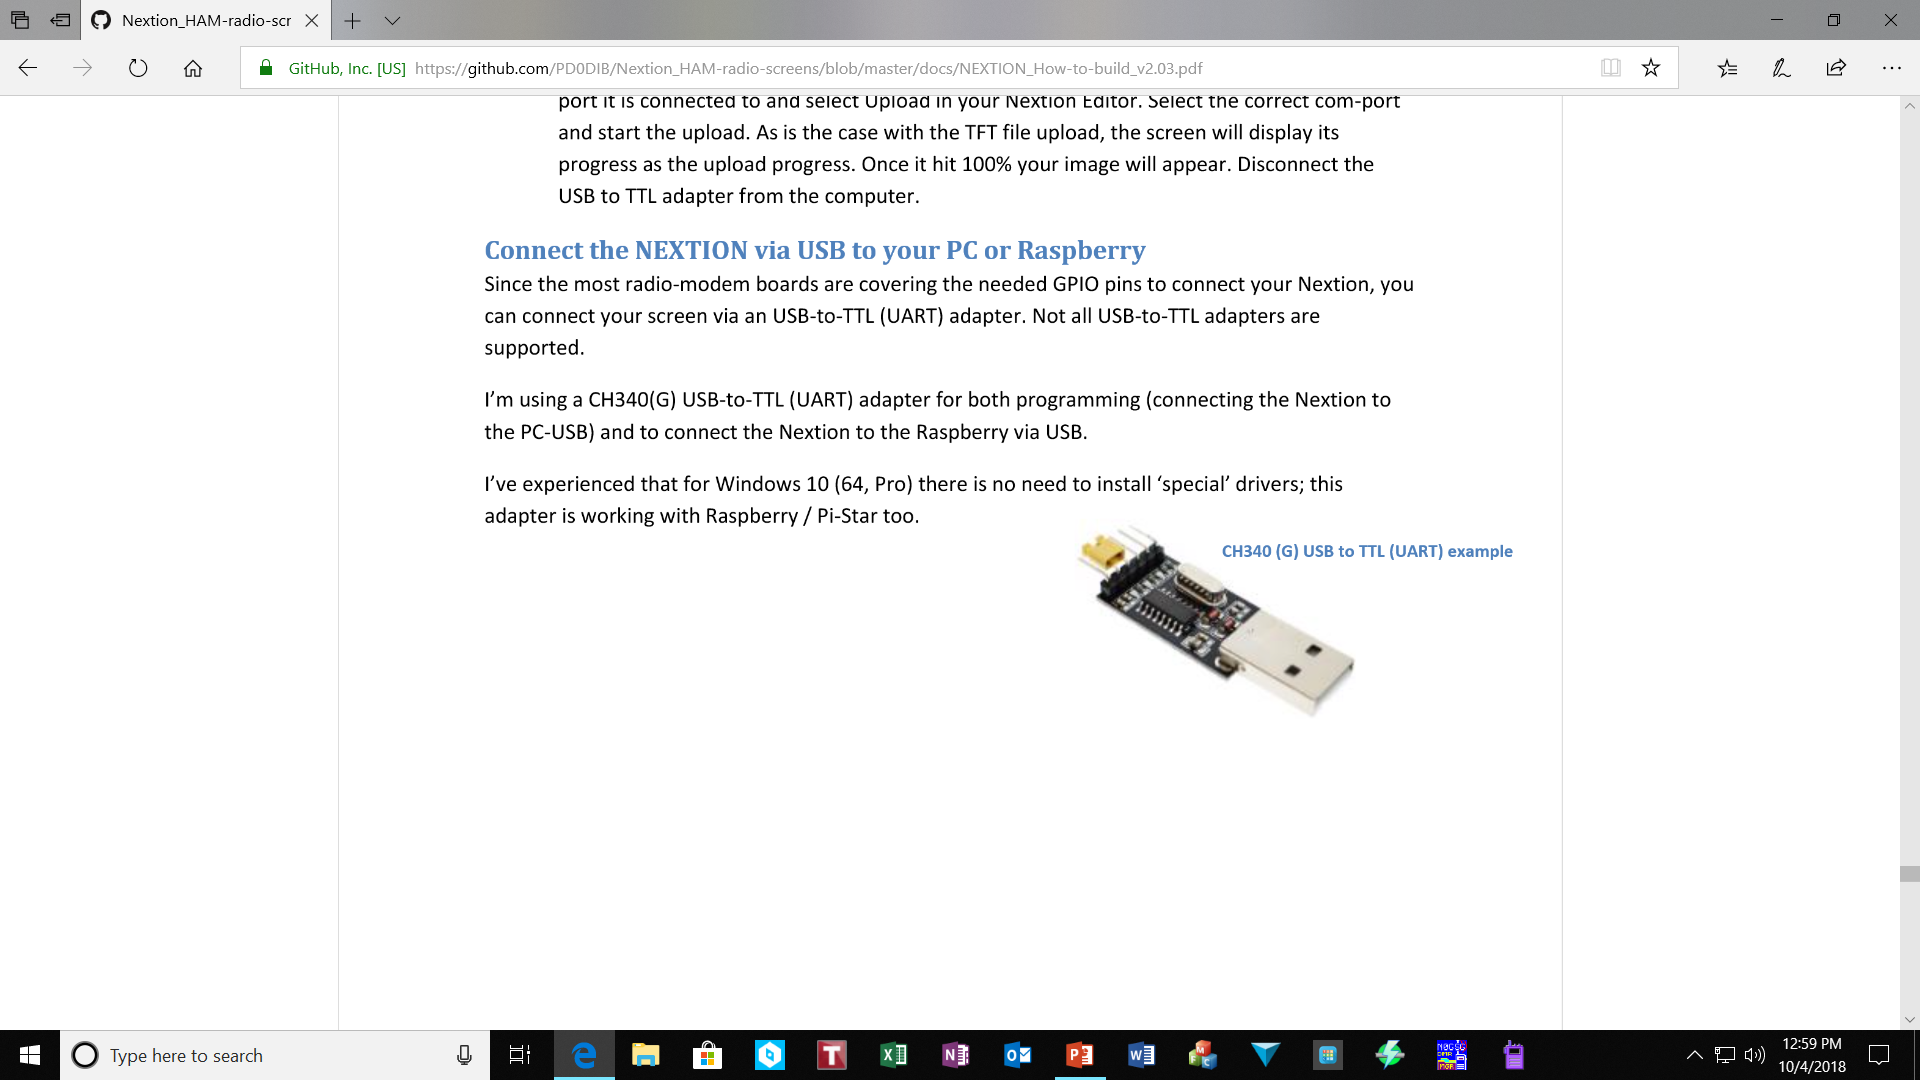 Nextion_HAM-radio-scr
GitHub, Inc. [US] https://github.com/PD0DIB/Nextion_HAM-radio-screens/blob/master/docs/NEXTION_How-to-build_v2.03.pdf
port it is connected to and select Upload in your Nextion Editor. Select the correct com-port
and start the upload. As is the case with the TFT file upload, the screen will display its
progress as the upload progress. Once it hit 100% your image will appear. Disconnect the
USB to TTL adapter from the computer.
Connect the NEXTION via USB to your PC or Raspberry
Since the most radio-modem boards are covering the needed GPIO pins to connect your Nextion, you
can connect your screen via an USB-to-TTL (UART) adapter. Not all USB-to-TTL adapters are
supported.
I’m using a CH340(G) USB-to-TTL (UART) adapter for both programming (connecting the Nextion to
the PC-USB) and to connect the Nextion to the Raspberry via USB.
I’ve experienced that for Windows 10 (64, Pro) there is no need to install ‘special’ drivers; this
adapter is working with Raspberry / Pi-Star too.
CH340 (G) USB to TTL (UART) example
Type here to search
12:59 PM
10/4/2018